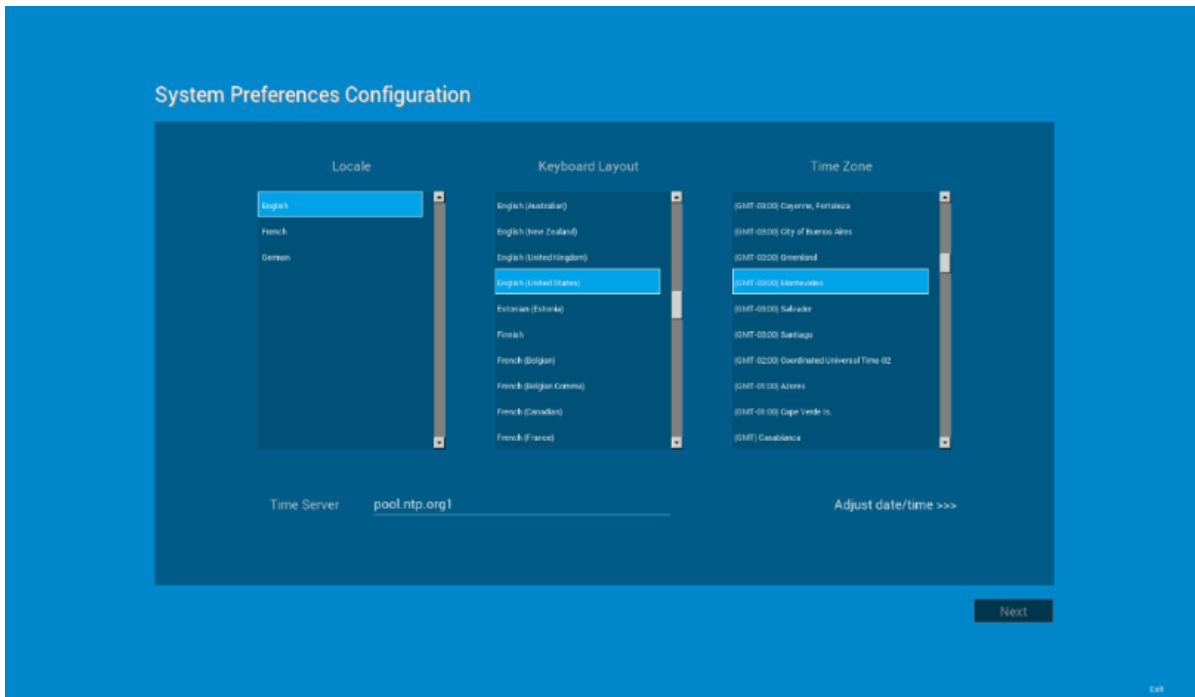 System Preferences Configuration
Locale
English
French
German
Keyboard Layout
English (Australian)
English (New Zealand)
English (United Kingdom)
English (United States)
Estonian (Estonia)
Finnish
French (Belgian)
French (Belgian Comma)
French (Canadian)
French (France)
Time Zone
(GMT-03:00) Cayenne, Fortaleza
(GMT-03:00) City of Buenos Aires
(GMT-03:00) Greenland
(GMT-03:00) Montevideo
(GMT-03:00) Salvador
(GMT-03:00) Santiago
(GMT-02:00) Coordinated Universal Time-02
(GMT-01:00) Azores
(GMT-01:00) Cape Verde Is.
(GMT) Casablanca
Time Server pool.ntp.org1
Adjust date/time >>>
Next
Exit